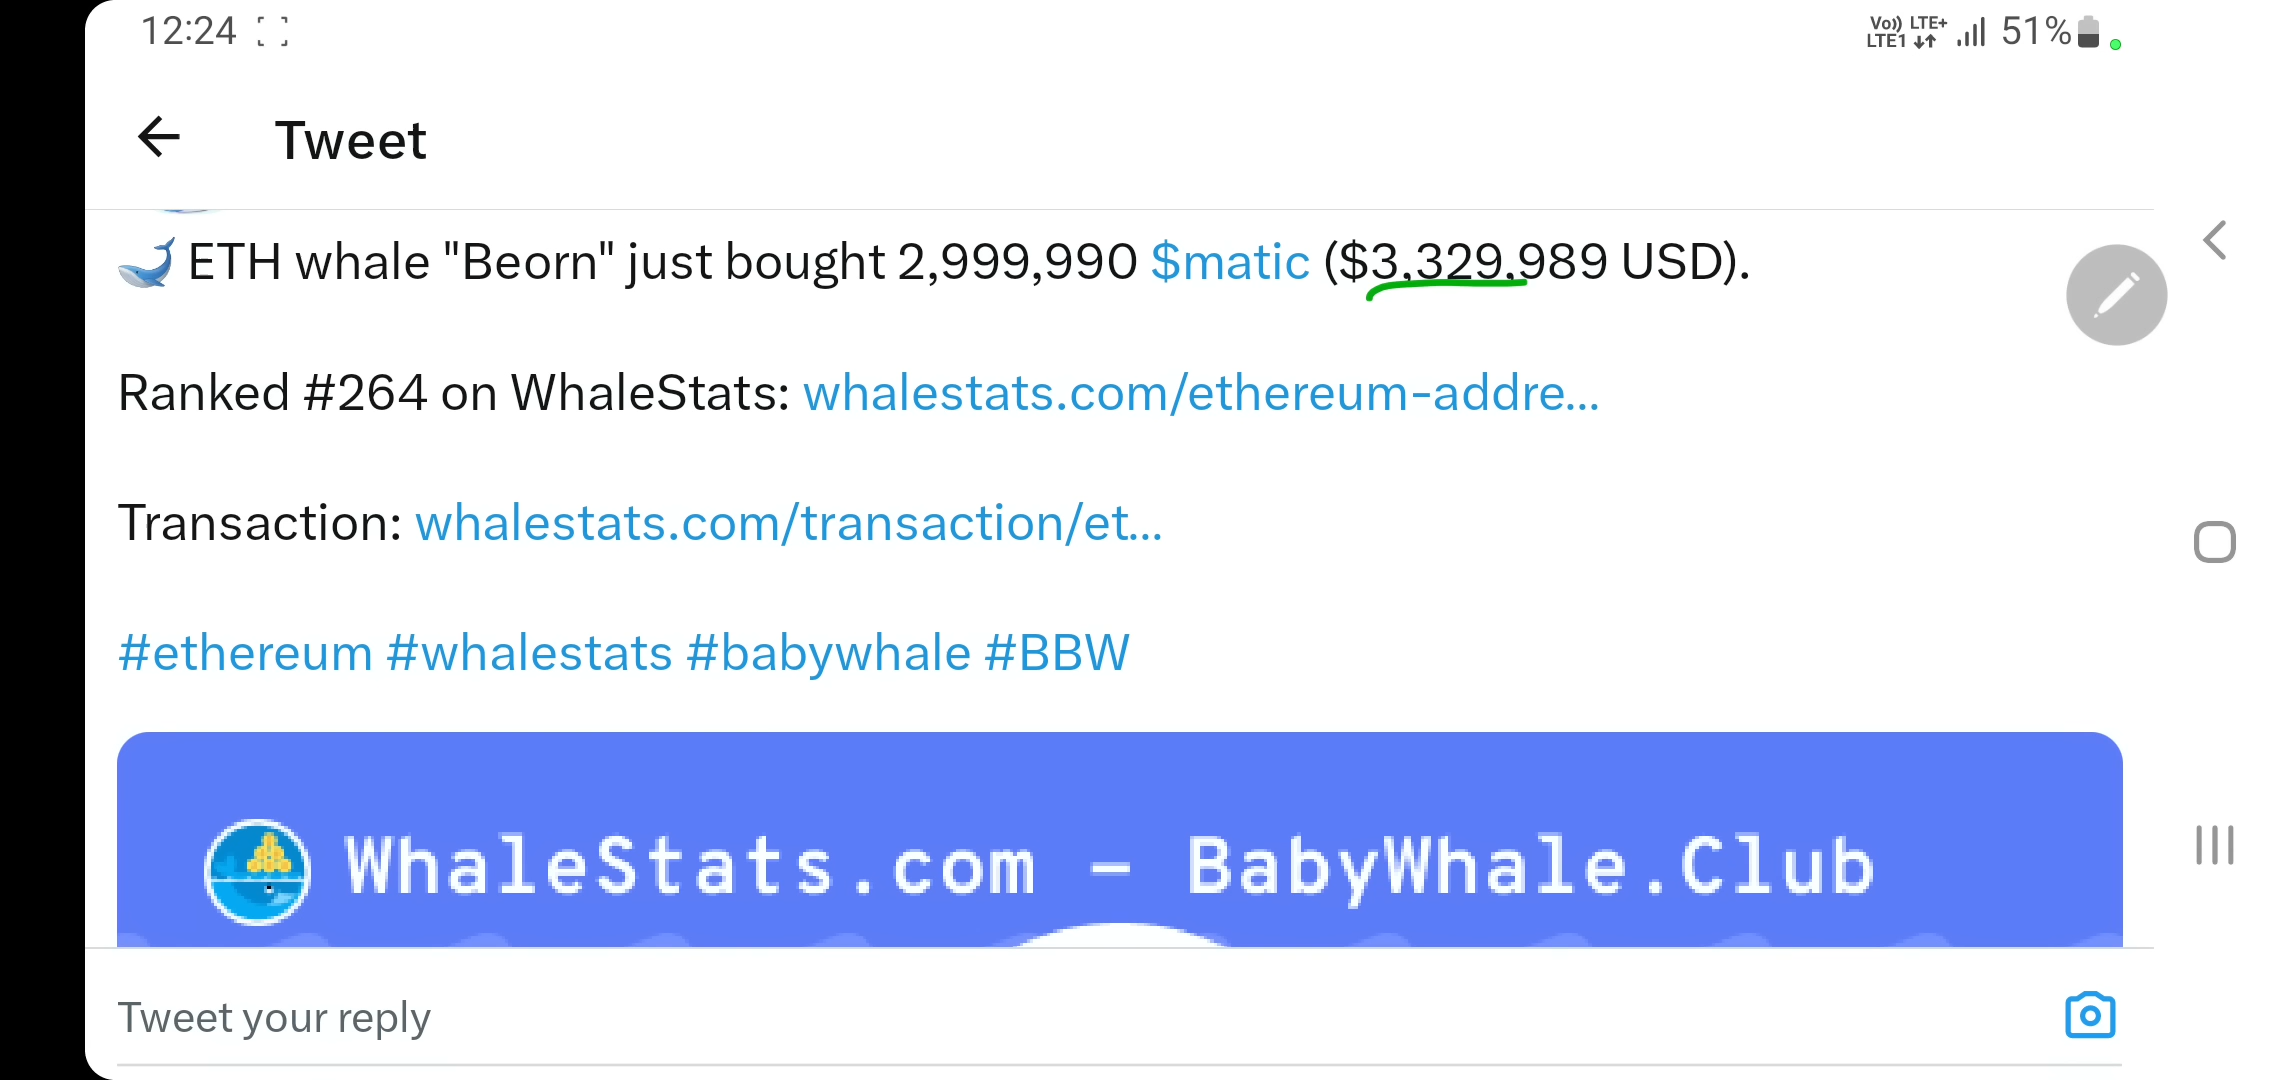 12:24
Vo)) LTE+
LTE1
51%
Tweet
ETH whale "Beorn" just bought 2,999,990 $matic ($3,329,989 USD).
Ranked #264 on WhaleStats: whalestats.com/ethereum-addre...
Transaction: whalestats.com/transaction/et...
#ethereum #whalestats #babywhale #BBW
WhaleStats.com - BabyWhale.Club
Tweet your reply